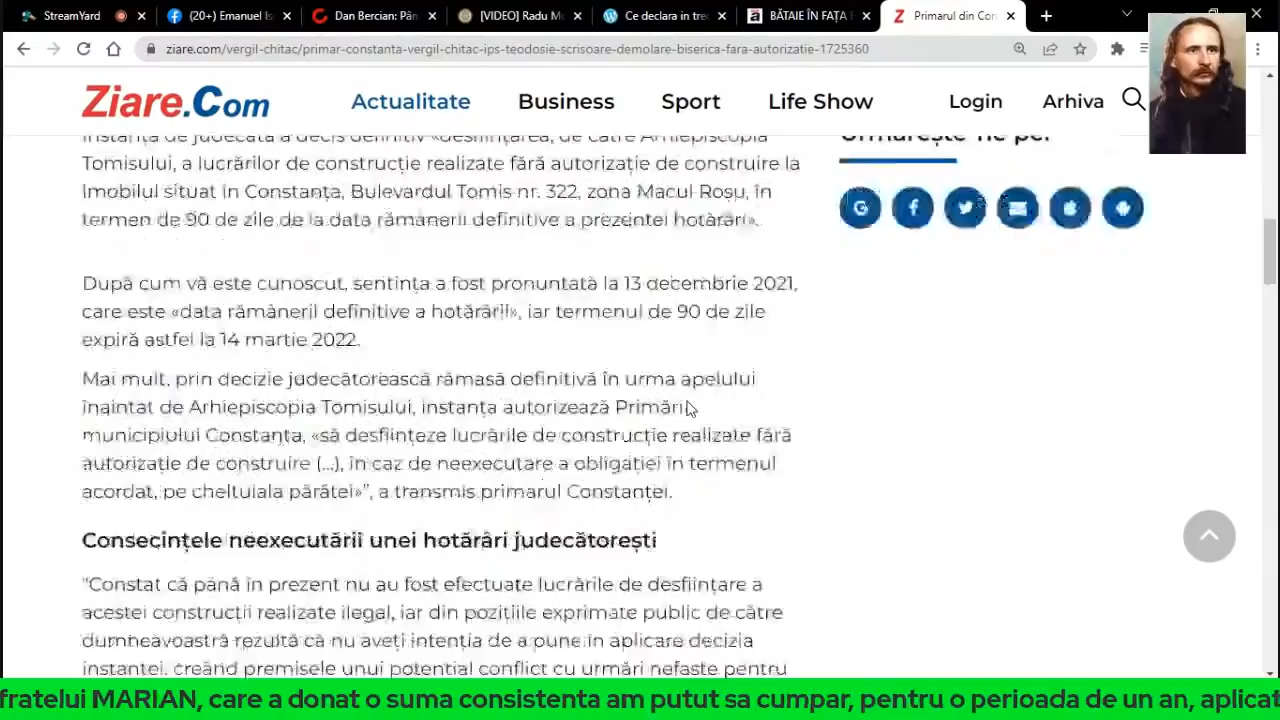 StreamYard
(20+) Emanuel Is
Dan Bercian: Pân
[VIDEO] Radu M
Ce declara in tre
BĂTAIE ÎN FAȚA
Primarul din Con
ziare.com/vergil-chitac/primar-constanta-vergil-chitac-ips-teodosie-scrisoare-demolare-biserica-fara-autorizatie-1725360
Ziare.Com
Actualitate
Business
Sport
Life Show
Login
Arhiva
instanța de judecată a decis definitiv «desființarea, de către Arhiepiscopia
Tomisului, a lucrărilor de construcție realizate fără autorizație de construire la
Imobilul situat în Constanța, Bulevardul Tomis nr. 322, zona Macul Roșu, în
termen de 90 de zile de la data rămânerii definitive a prezentei hotărâri».
Urmărește-ne pe:
După cum vă este cunoscut, sentința a fost pronunțată la 13 decembrie 2021,
care este «data rămânerii definitive a hotărârii», iar termenul de 90 de zile
expiră astfel la 14 martie 2022.
Mai mult, prin decizie judecătorească rămasă definitivă în urma apelului
înaintat de Arhiepiscopia Tomisului, instanța autorizează Primări
municipiului Constanța, «să desființeze lucrările de construcție realizate fără
autorizație de construire (...), în caz de neexecutare a obligației în termenul
acordat, pe cheltuiala pârâtei»”, a transmis primarul Constanței.
Consecințele neexecutării unei hotărâri judecătorești
"Constat că până în prezent nu au fost efectuate lucrările de desființare a
acestei construcții realizate ilegal, iar din pozițiile exprimate public de către
dumneavoastră rezultă că nu aveți intenția de a pune în aplicare decizia
instanței, creând premisele unui potențial conflict cu urmări nefaste pentru
fratelui MARIAN, care a donat o suma consistenta am putut sa cumpar, pentru o perioada de un an, aplicat